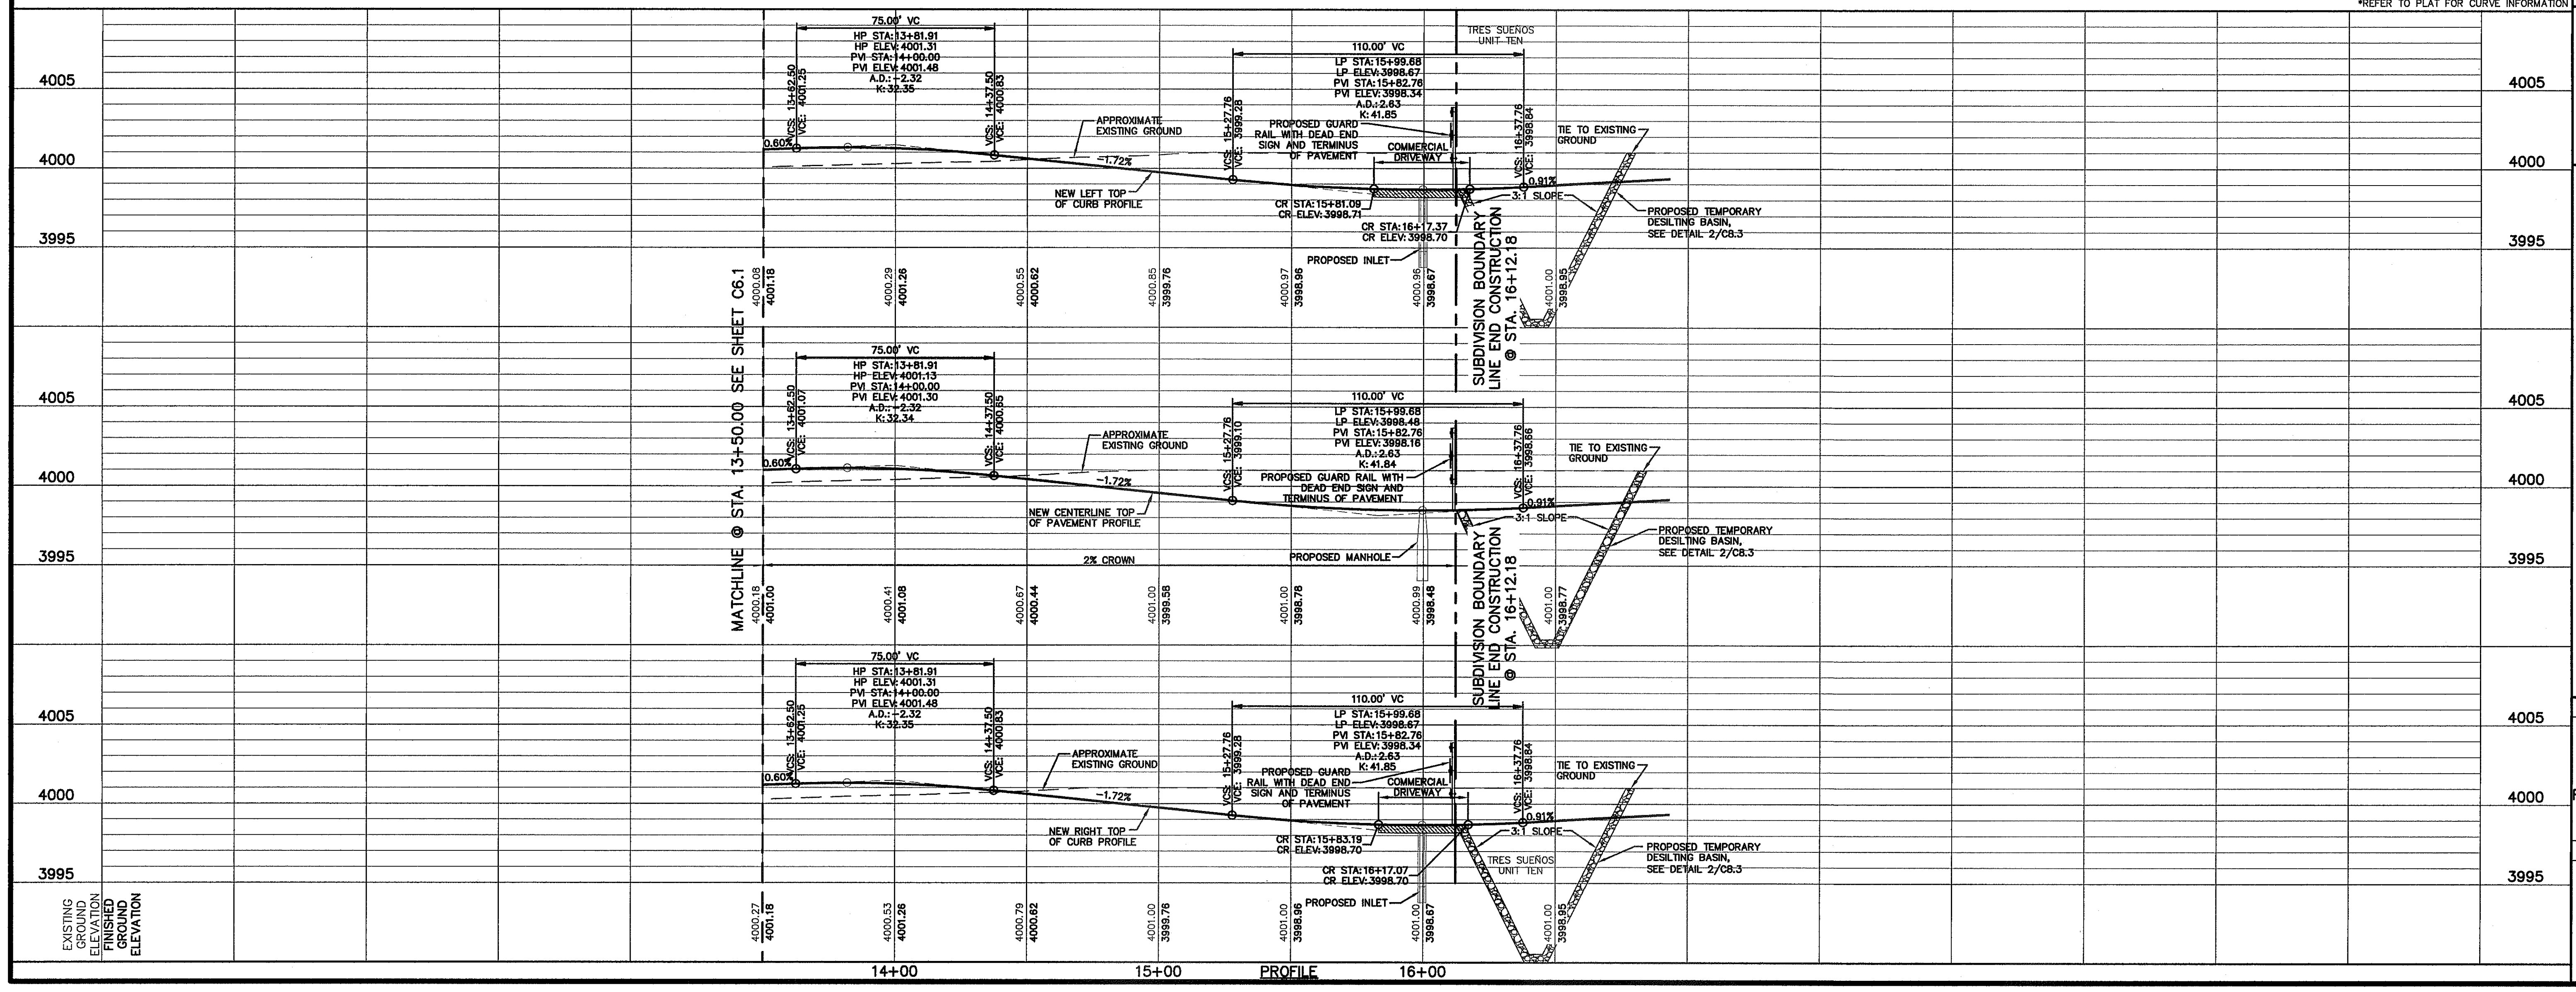 *REFER TO PLAT FOR CURVE INFORMATION
75.00' VC
HP STA: 13+81.91
HP ELEV: 4001.31
PVI STA: 14+00.00
PVI ELEV: 4001.48
A.D.: -2.32
K: 32.35
VCS: 13+62.50
VCE: 4001.25
VCS: 14+37.50
VCE: 4000.83
110.00' VC
LP STA: 15+99.68
LP ELEV: 3998.67
PVI STA: 15+82.76
PVI ELEV: 3998.34
A.D.: 2.63
K: 41.85
VCS: 15+27.76
VCE: 3999.28
VCS: 16+37.76
VCE: 3998.84
TRES SUEÑOS
UNIT TEN
4005
4005
4000
4000
3995
3995
0.60%
APPROXIMATE
EXISTING GROUND
-1.72%
NEW LEFT TOP
OF CURB PROFILE
PROPOSED GUARD
RAIL WITH DEAD END
SIGN AND TERMINUS
OF PAVEMENT
COMMERCIAL
DRIVEWAY
CR STA: 15+81.09
CR ELEV: 3998.71
CR STA: 16+17.37
CR ELEV: 3998.70
PROPOSED INLET
0.91%
3:1 SLOPE
TIE TO EXISTING
GROUND
PROPOSED TEMPORARY
DESILTING BASIN,
SEE DETAIL 2/C8.3
SUBDIVISION BOUNDARY
LINE END CONSTRUCTION
@ STA. 16+12.18
4000.08
4001.18
4000.29
4001.26
4000.55
4000.62
4000.85
3999.76
4000.97
3998.96
4000.96
3998.67
4001.00
3998.95
MATCHLINE @ STA. 13+50.00 SEE SHEET C6.1
75.00' VC
HP STA: 13+81.91
HP ELEV: 4001.13
PVI STA: 14+00.00
PVI ELEV: 4001.30
A.D.: -2.32
K: 32.34
VCS: 13+62.50
VCE: 4001.07
VCS: 14+37.50
VCE: 4000.65
110.00' VC
LP STA: 15+99.68
LP ELEV: 3998.48
PVI STA: 15+82.76
PVI ELEV: 3998.16
A.D.: 2.63
K: 41.84
VCS: 15+27.76
VCE: 3999.10
VCS: 16+37.76
VCE: 3998.66
4005
4005
4000
4000
3995
3995
0.60%
APPROXIMATE
EXISTING GROUND
-1.72%
NEW CENTERLINE TOP
OF PAVEMENT PROFILE
PROPOSED GUARD RAIL WITH
DEAD END SIGN AND
TERMINUS OF PAVEMENT
0.91%
3:1 SLOPE
TIE TO EXISTING
GROUND
PROPOSED TEMPORARY
DESILTING BASIN,
SEE DETAIL 2/C8.3
PROPOSED MANHOLE
2% CROWN
SUBDIVISION BOUNDARY
LINE END CONSTRUCTION
@ STA. 16+12.18
4000.18
4001.00
4000.41
4001.08
4000.67
4000.44
4001.00
3999.58
4001.00
3998.78
4000.99
3998.48
4001.00
3998.77
75.00' VC
HP STA: 13+81.91
HP ELEV: 4001.31
PVI STA: 14+00.00
PVI ELEV: 4001.48
A.D.: -2.32
K: 32.35
VCS: 13+62.50
VCE: 4001.25
VCS: 14+37.50
VCE: 4000.83
110.00' VC
LP STA: 15+99.68
LP ELEV: 3998.67
PVI STA: 15+82.76
PVI ELEV: 3998.34
A.D.: 2.63
K: 41.85
VCS: 15+27.76
VCE: 3999.28
VCS: 16+37.76
VCE: 3998.84
4005
4005
4000
4000
3995
3995
0.60%
APPROXIMATE
EXISTING GROUND
-1.72%
NEW RIGHT TOP
OF CURB PROFILE
PROPOSED GUARD
RAIL WITH DEAD END
SIGN AND TERMINUS
OF PAVEMENT
COMMERCIAL
DRIVEWAY
CR STA: 15+83.19
CR ELEV: 3998.70
CR STA: 16+17.07
CR ELEV: 3998.70
PROPOSED INLET
0.91%
3:1 SLOPE
TIE TO EXISTING
GROUND
PROPOSED TEMPORARY
DESILTING BASIN,
SEE DETAIL 2/C8.3
TRES SUEÑOS
UNIT TEN
EXISTING
GROUND
ELEVATION
FINISHED
GROUND
ELEVATION
4000.27
4001.18
4000.53
4001.26
4000.79
4000.62
4001.00
3999.76
4001.00
3998.96
4001.00
3998.67
4001.00
3998.95
14+00
15+00
PROFILE
16+00